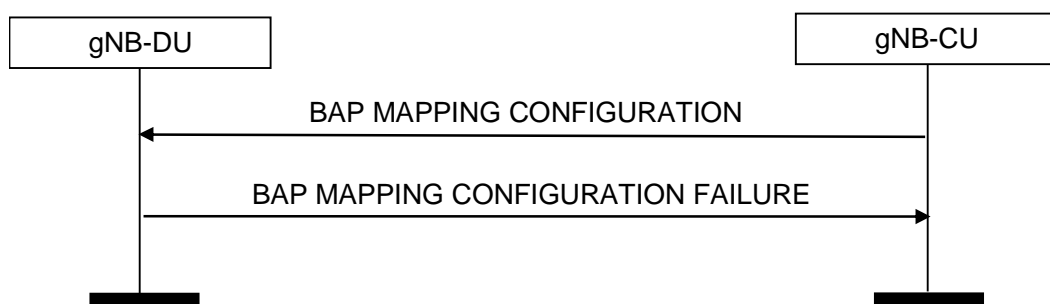 gNB-DU
gNB-CU
BAP MAPPING CONFIGURATION
BAP MAPPING CONFIGURATION FAILURE